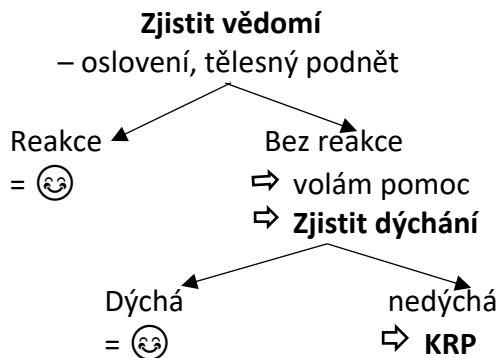 Zjistit vědomí
– oslovení, tělesný podnět
Reakce
= 😊
Bez reakce
⇨ volám pomoc
⇨ Zjistit dýchání
Dýchá
= 😊
nedýchá
⇨ KRP